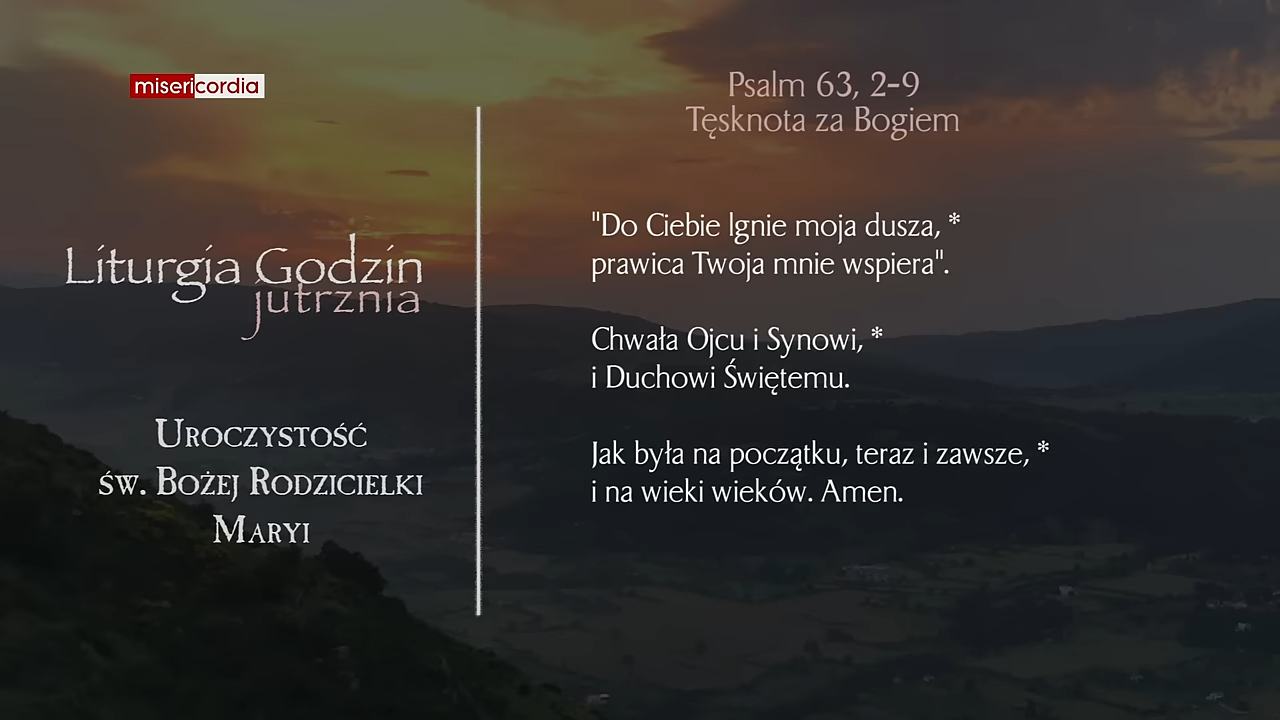 misericordia
Liturgia Godzin
jutrznia
Uroczystość
św. Bożej Rodzicielki
Maryi
Psalm 63, 2-9
Tęsknota za Bogiem
"Do Ciebie lgnie moja dusza, *
prawica Twoja mnie wspiera".
Chwała Ojcu i Synowi, *
i Duchowi Świętemu.
Jak była na początku, teraz i zawsze, *
i na wieki wieków. Amen.